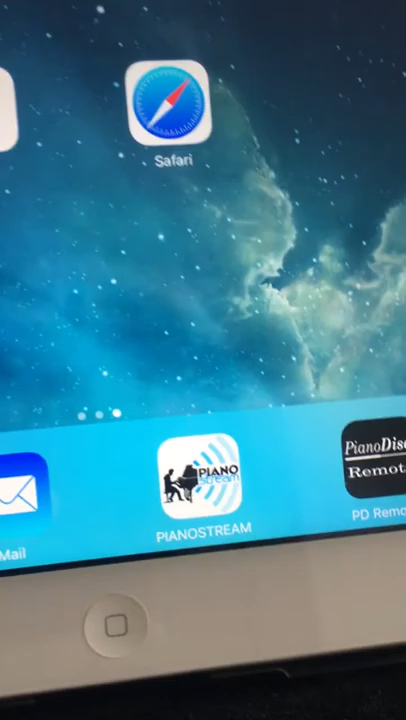 Safari
PIANO
Stream
PianoDisc
Remote
Mail
PIANOSTREAM
PD Remo